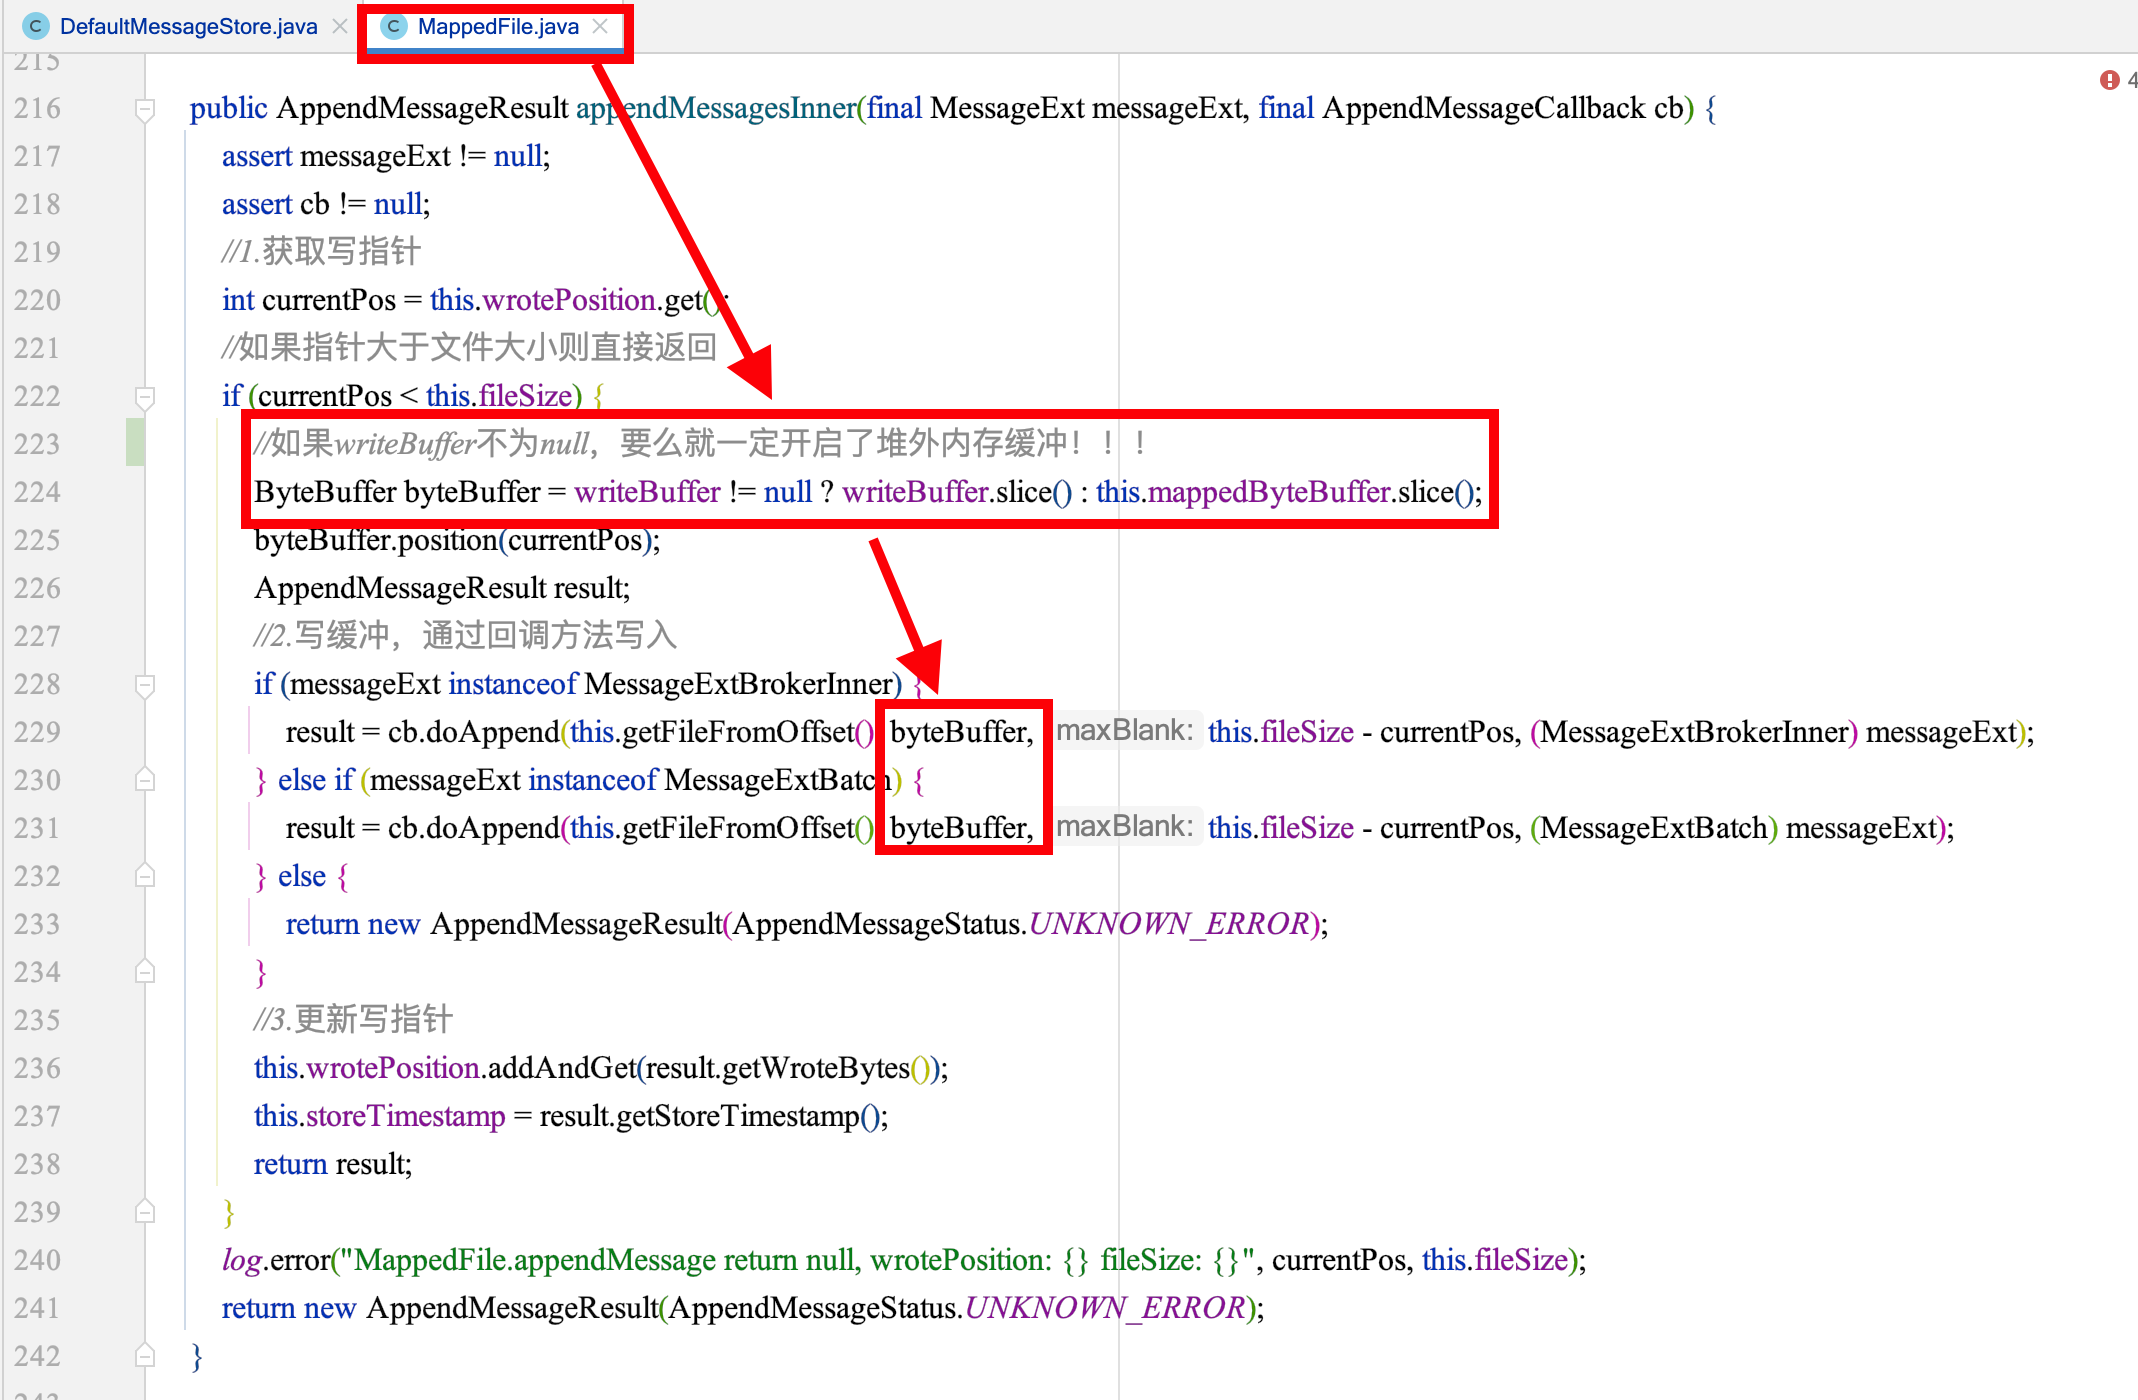 DefaultMessageStore.java
MappedFile.java
4
215
216 public AppendMessageResult appendMessagesInner(final MessageExt messageExt, final AppendMessageCallback cb) {
217 assert messageExt != null;
218 assert cb != null;
219 //1.获取写指针
220 int currentPos = this.wrotePosition.get();
221 //如果指针大于文件大小则直接返回
222 if (currentPos < this.fileSize) {
223 //如果writeBuffer不为null，要么就一定开启了堆外内存缓冲！！！
224 ByteBuffer byteBuffer = writeBuffer != null ? writeBuffer.slice() : this.mappedByteBuffer.slice();
225 byteBuffer.position(currentPos);
226 AppendMessageResult result;
227 //2.写缓冲，通过回调方法写入
228 if (messageExt instanceof MessageExtBrokerInner) {
229 result = cb.doAppend(this.getFileFromOffset() byteBuffer, maxBlank: this.fileSize - currentPos, (MessageExtBrokerInner) messageExt);
230 } else if (messageExt instanceof MessageExtBatch) {
231 result = cb.doAppend(this.getFileFromOffset() byteBuffer, maxBlank: this.fileSize - currentPos, (MessageExtBatch) messageExt);
232 } else {
233 return new AppendMessageResult(AppendMessageStatus.UNKNOWN_ERROR);
234 }
235 //3.更新写指针
236 this.wrotePosition.addAndGet(result.getWroteBytes());
237 this.storeTimestamp = result.getStoreTimestamp();
238 return result;
239 }
240 log.error("MappedFile.appendMessage return null, wrotePosition: {} fileSize: {}", currentPos, this.fileSize);
241 return new AppendMessageResult(AppendMessageStatus.UNKNOWN_ERROR);
242 }
243